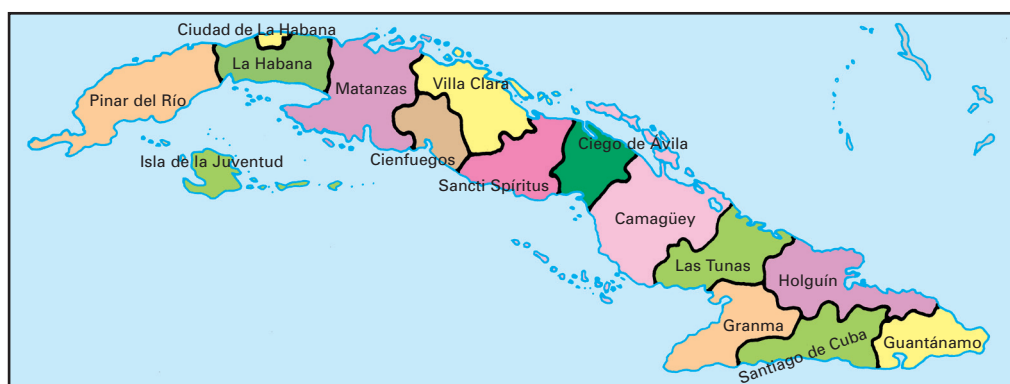 Ciudad de La Habana
La Habana
Pinar del Río
Matanzas
Villa Clara
Isla de la Juventud
Cienfuegos
Ciego de Ávila
Sancti Spíritus
Camagüey
Las Tunas
Holguín
Granma
Santiago de Cuba
Guantánamo